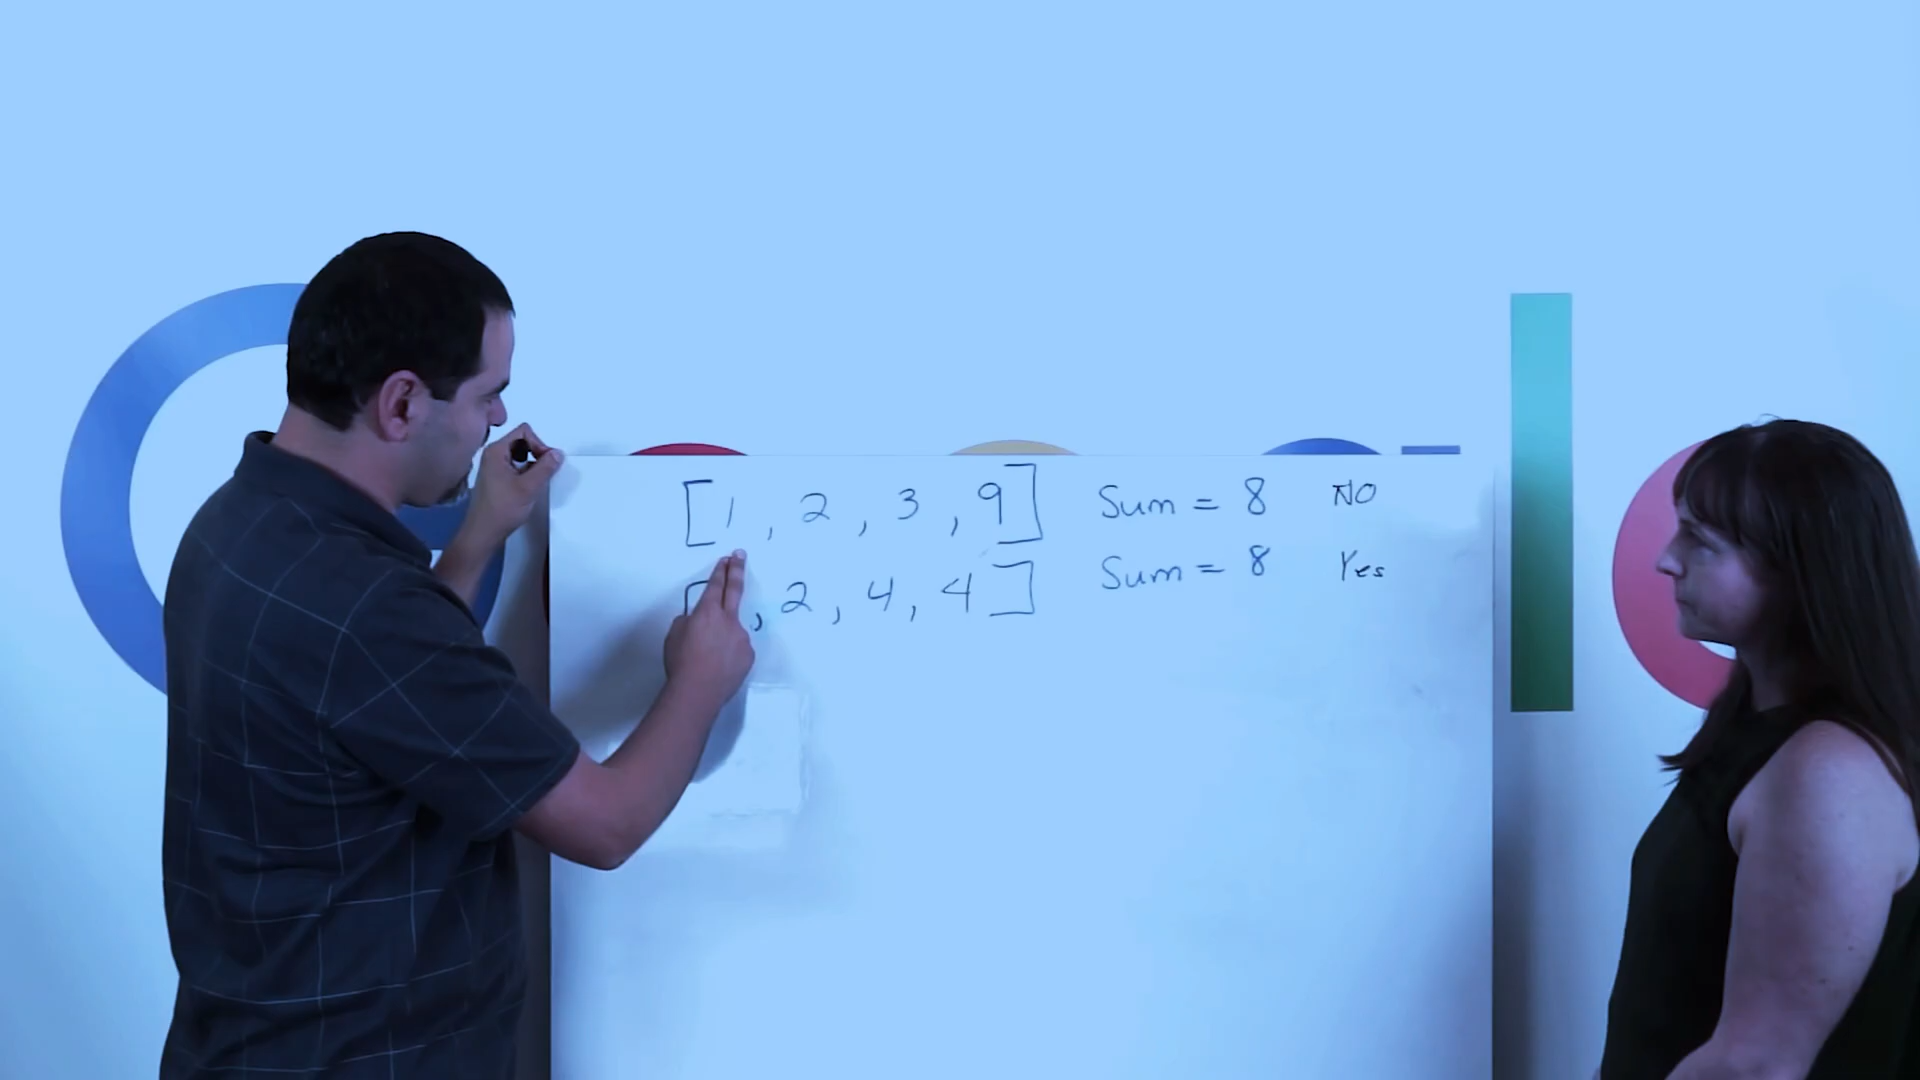 [1, 2, 3, 9] Sum = 8 NO
[ , 2, 4, 4] Sum = 8 Yes